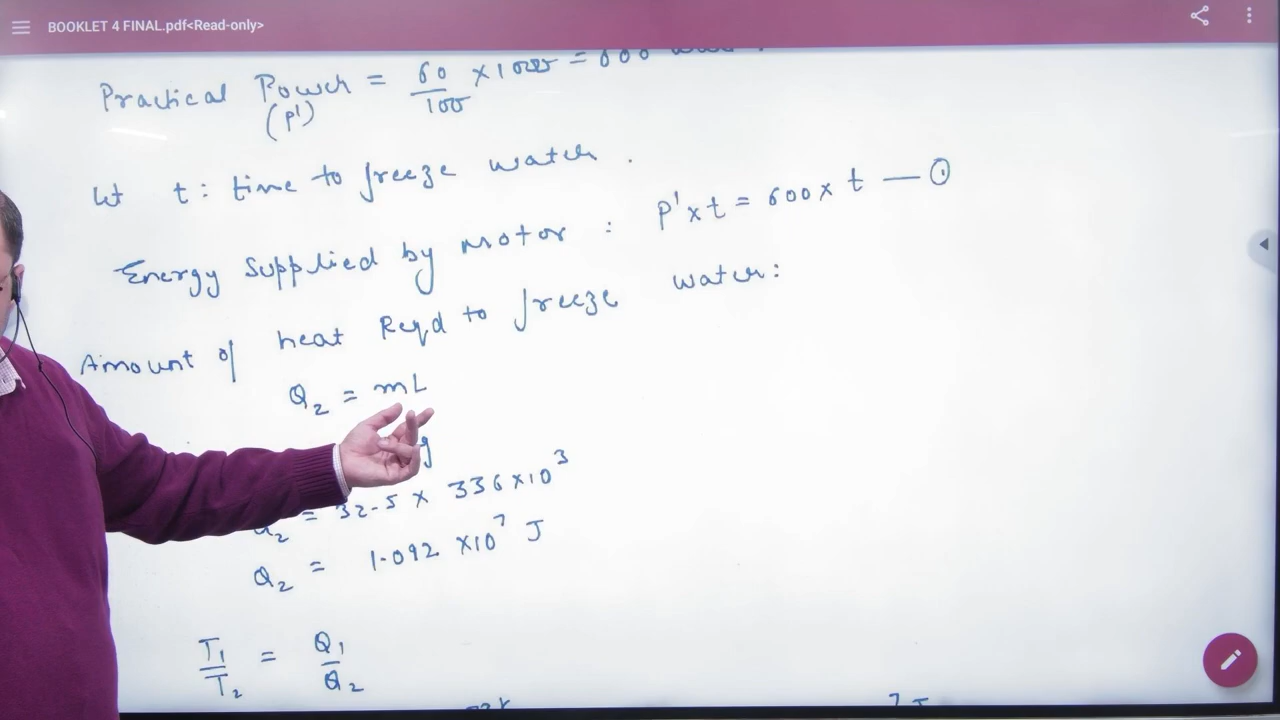 BOOKLET 4 FINAL.pdf<Read-only>
Practical Power = 60/100 × 1000 = 600
(P')
Let t: time to freeze water.
Energy Supplied by motor : P' × t = 600 × t — ①
Amount of heat Reqd to freeze water:
Q₂ = mL
g
Q₂ = 32.5 × 336 × 10³
Q₂ = 1.092 × 10⁷ J
T₁/T₂ = Q₁/Q₂